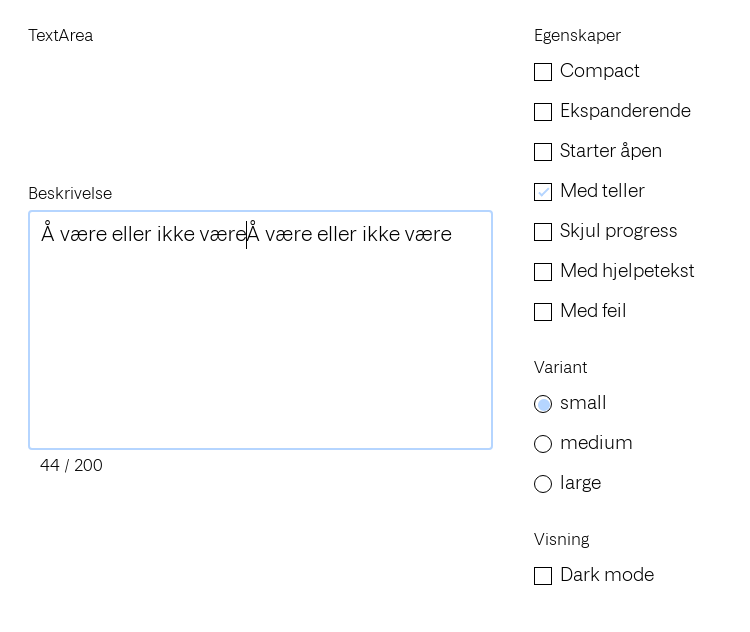 TextArea
Beskrivelse
Å være eller ikke væreÅ være eller ikke være
44 / 200
Egenskaper
Compact
Ekspanderende
Starter åpen
Med teller
Skjul progress
Med hjelpetekst
Med feil
Variant
small
medium
large
Visning
Dark mode